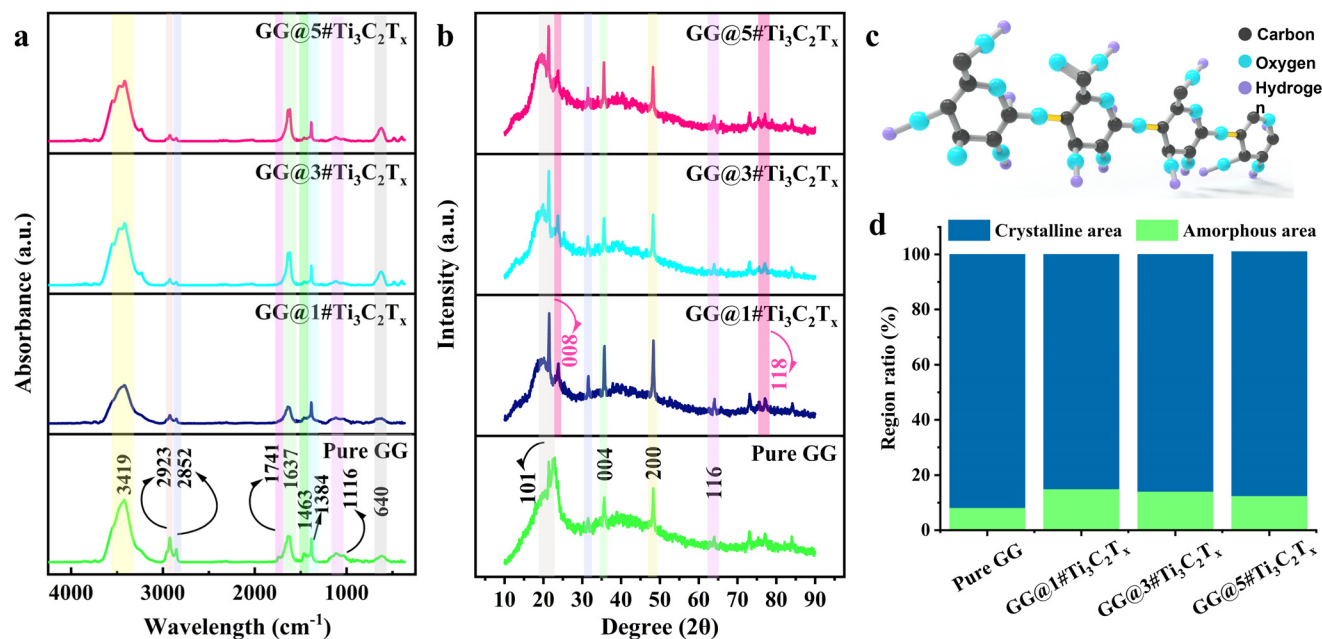 a
GG@5#Ti₃C₂Tₓ
GG@3#Ti₃C₂Tₓ
GG@1#Ti₃C₂Tₓ
Pure GG
3419
2923
2852
1741
1637
1463
1384
1116
640
Absorbance (a.u.)
4000 3000 2000 1000
Wavelength (cm⁻¹)
b
GG@5#Ti₃C₂Tₓ
GG@3#Ti₃C₂Tₓ
GG@1#Ti₃C₂Tₓ
008
118
Pure GG
101
004
200
116
Intensity (a.u.)
10 20 30 40 50 60 70 80 90
Degree (2θ)
c
Carbon
Oxygen
Hydroge
n
d
Crystalline area Amorphous area
100
80
60
40
20
0
Region ratio (%)
Pure GG
GG@1#Ti₃C₂Tₓ
GG@3#Ti₃C₂Tₓ
GG@5#Ti₃C₂Tₓ